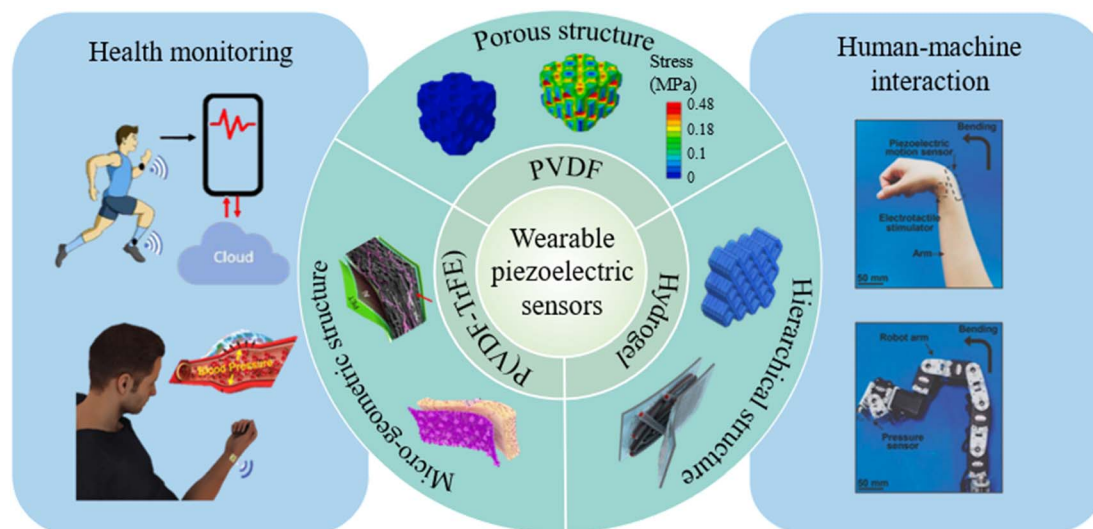 Health monitoring
Cloud
Blood Pressure
Porous structure
Stress
(MPa)
0.48
0.18
0.1
0
PVDF
Wearable
piezoelectric
sensors
P(VDF-TrFE)
Hydrogel
Micro-geometric structure
PET
Hierarchical structure
Human-machine
interaction
Bending
Piezoelectric
motion sensor
Electrotactile
stimulator
Arm
50 mm
Bending
Robot arm
Pressure
sensor
50 mm